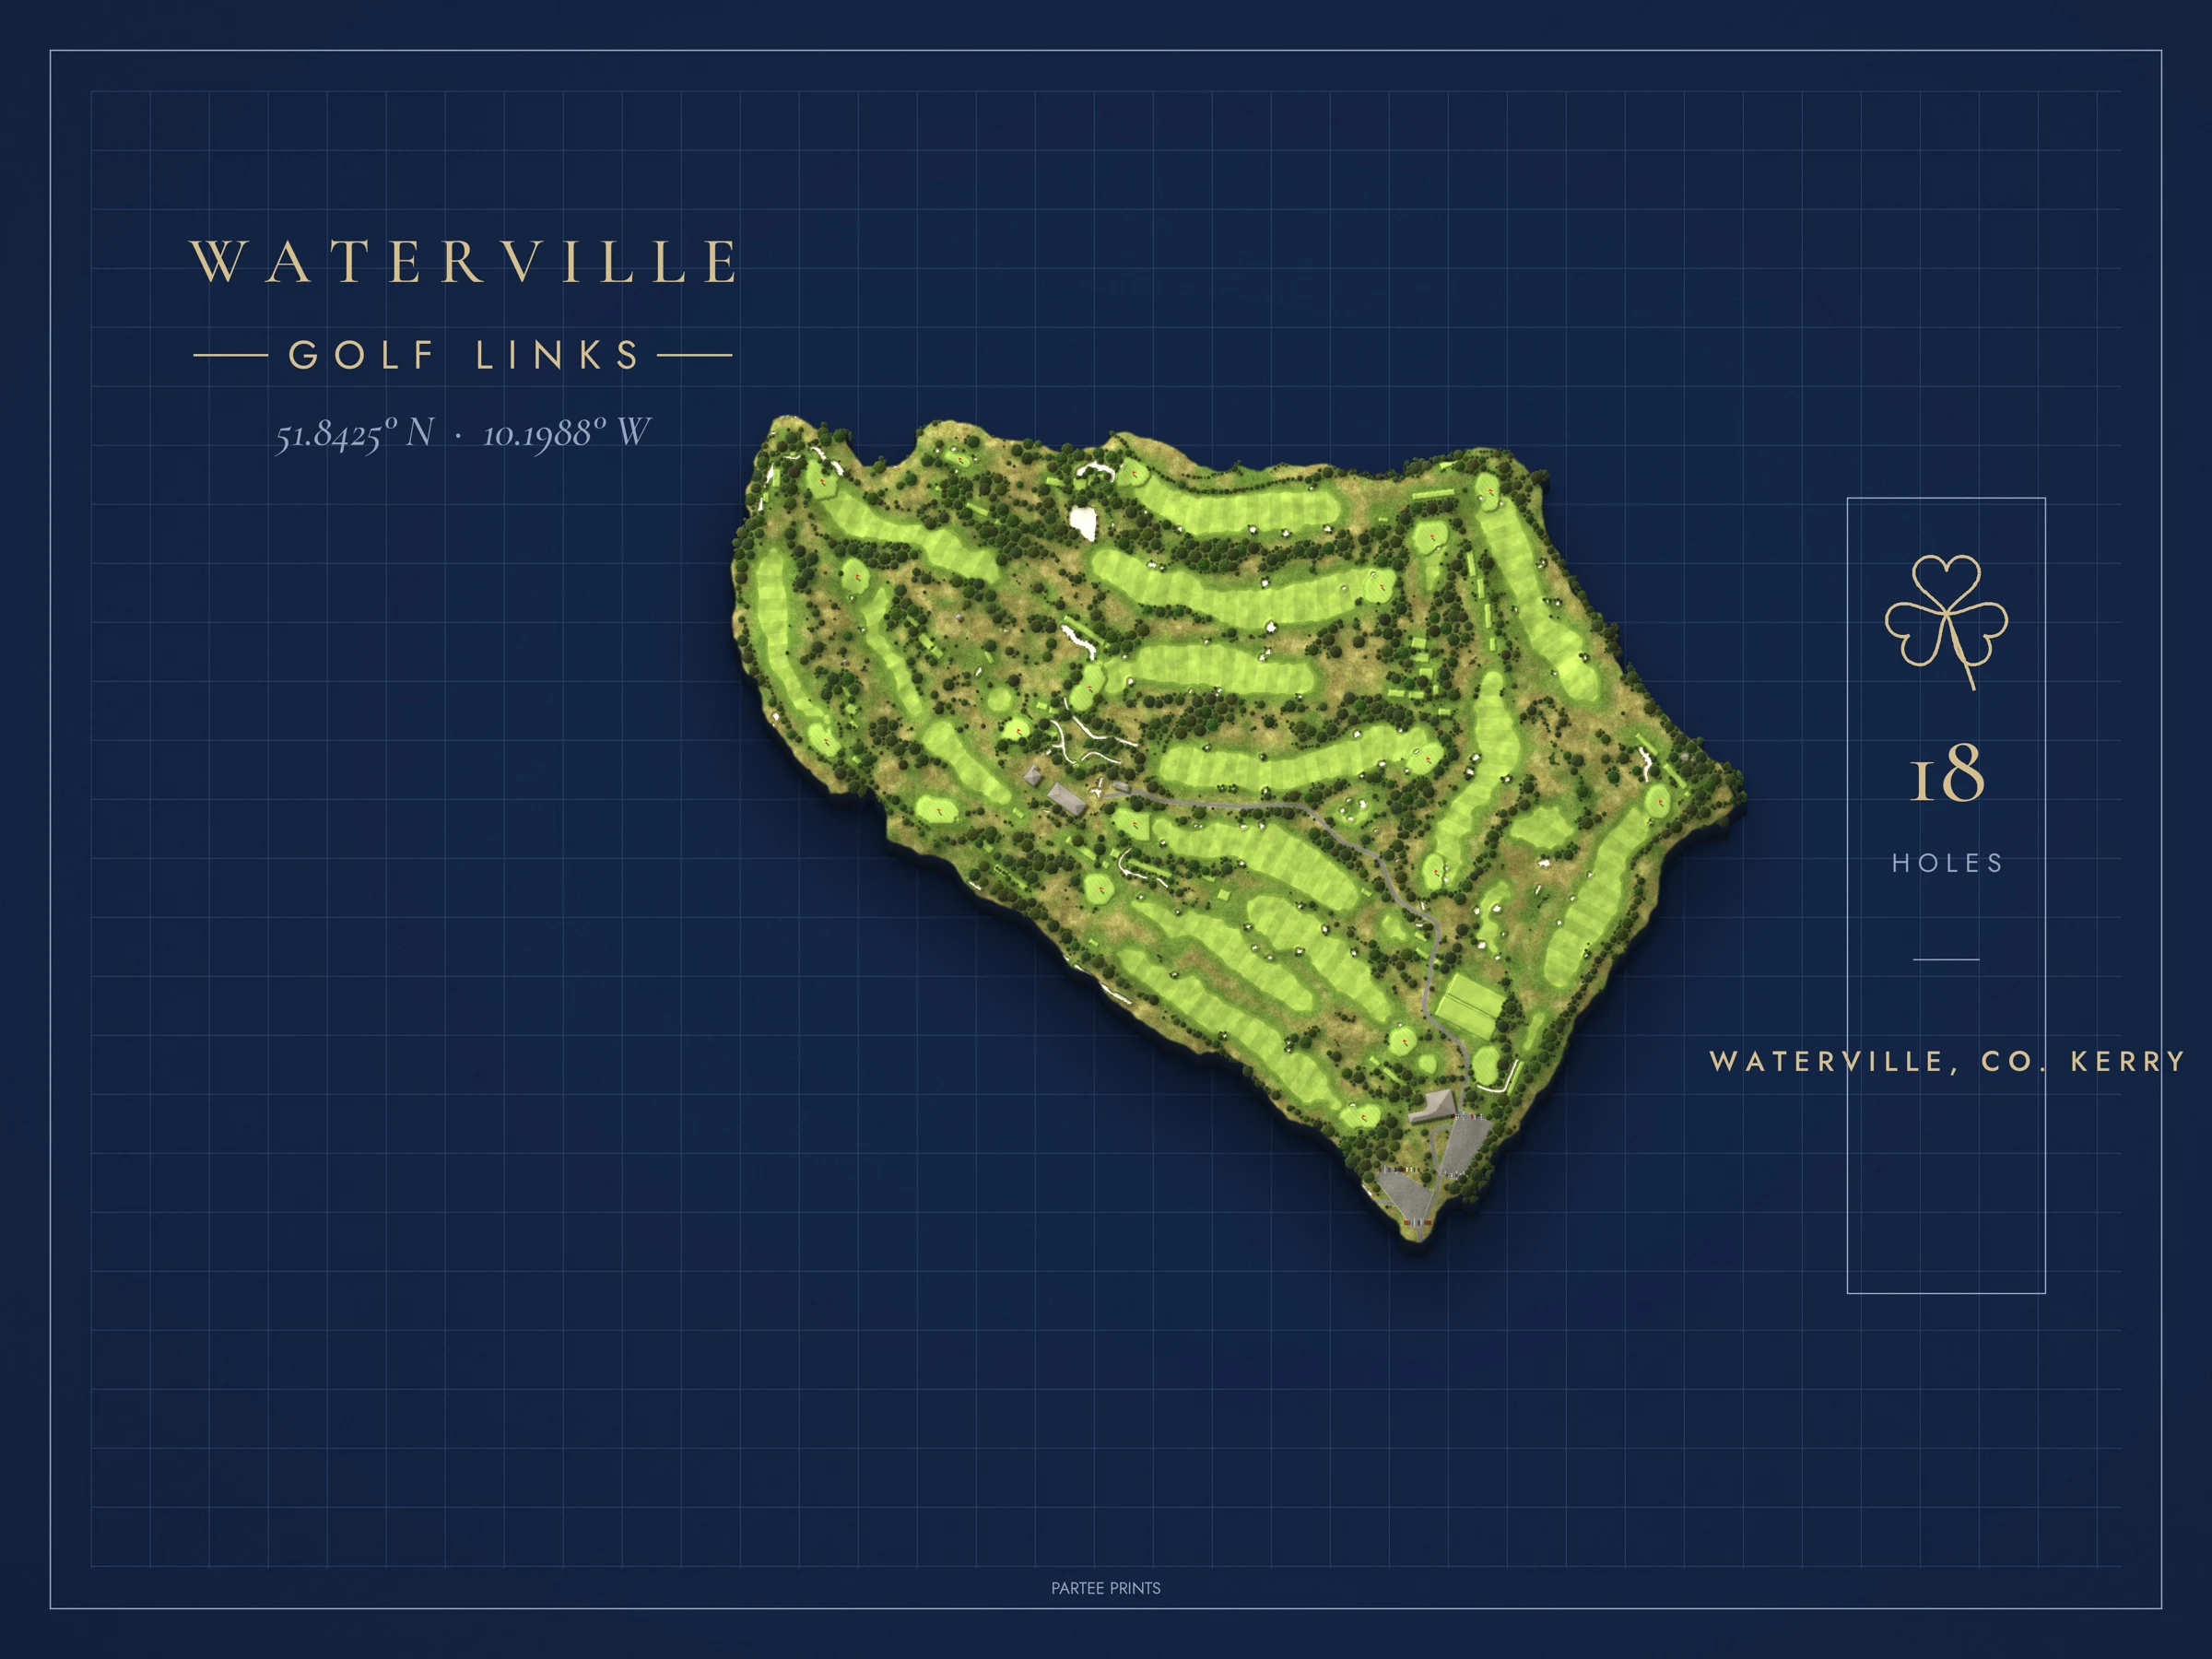 WATERVILLE
GOLF LINKS
51.8425° N · 10.1988° W
18
HOLES
WATERVILLE, CO. KERRY
PARTEE PRINTS